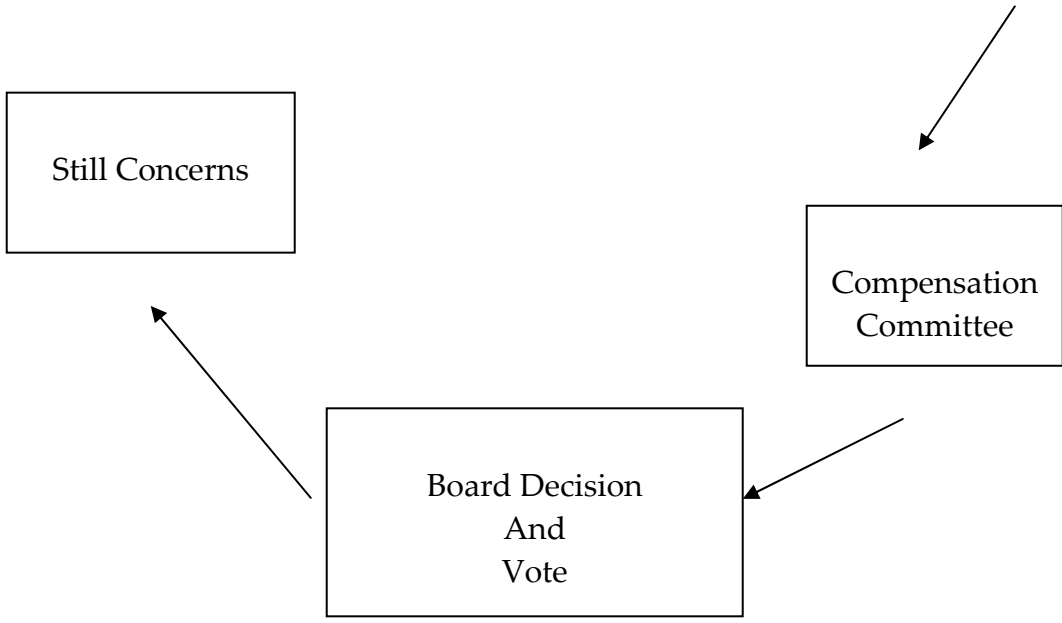 Still Concerns
Compensation
Committee
Board Decision
And
Vote